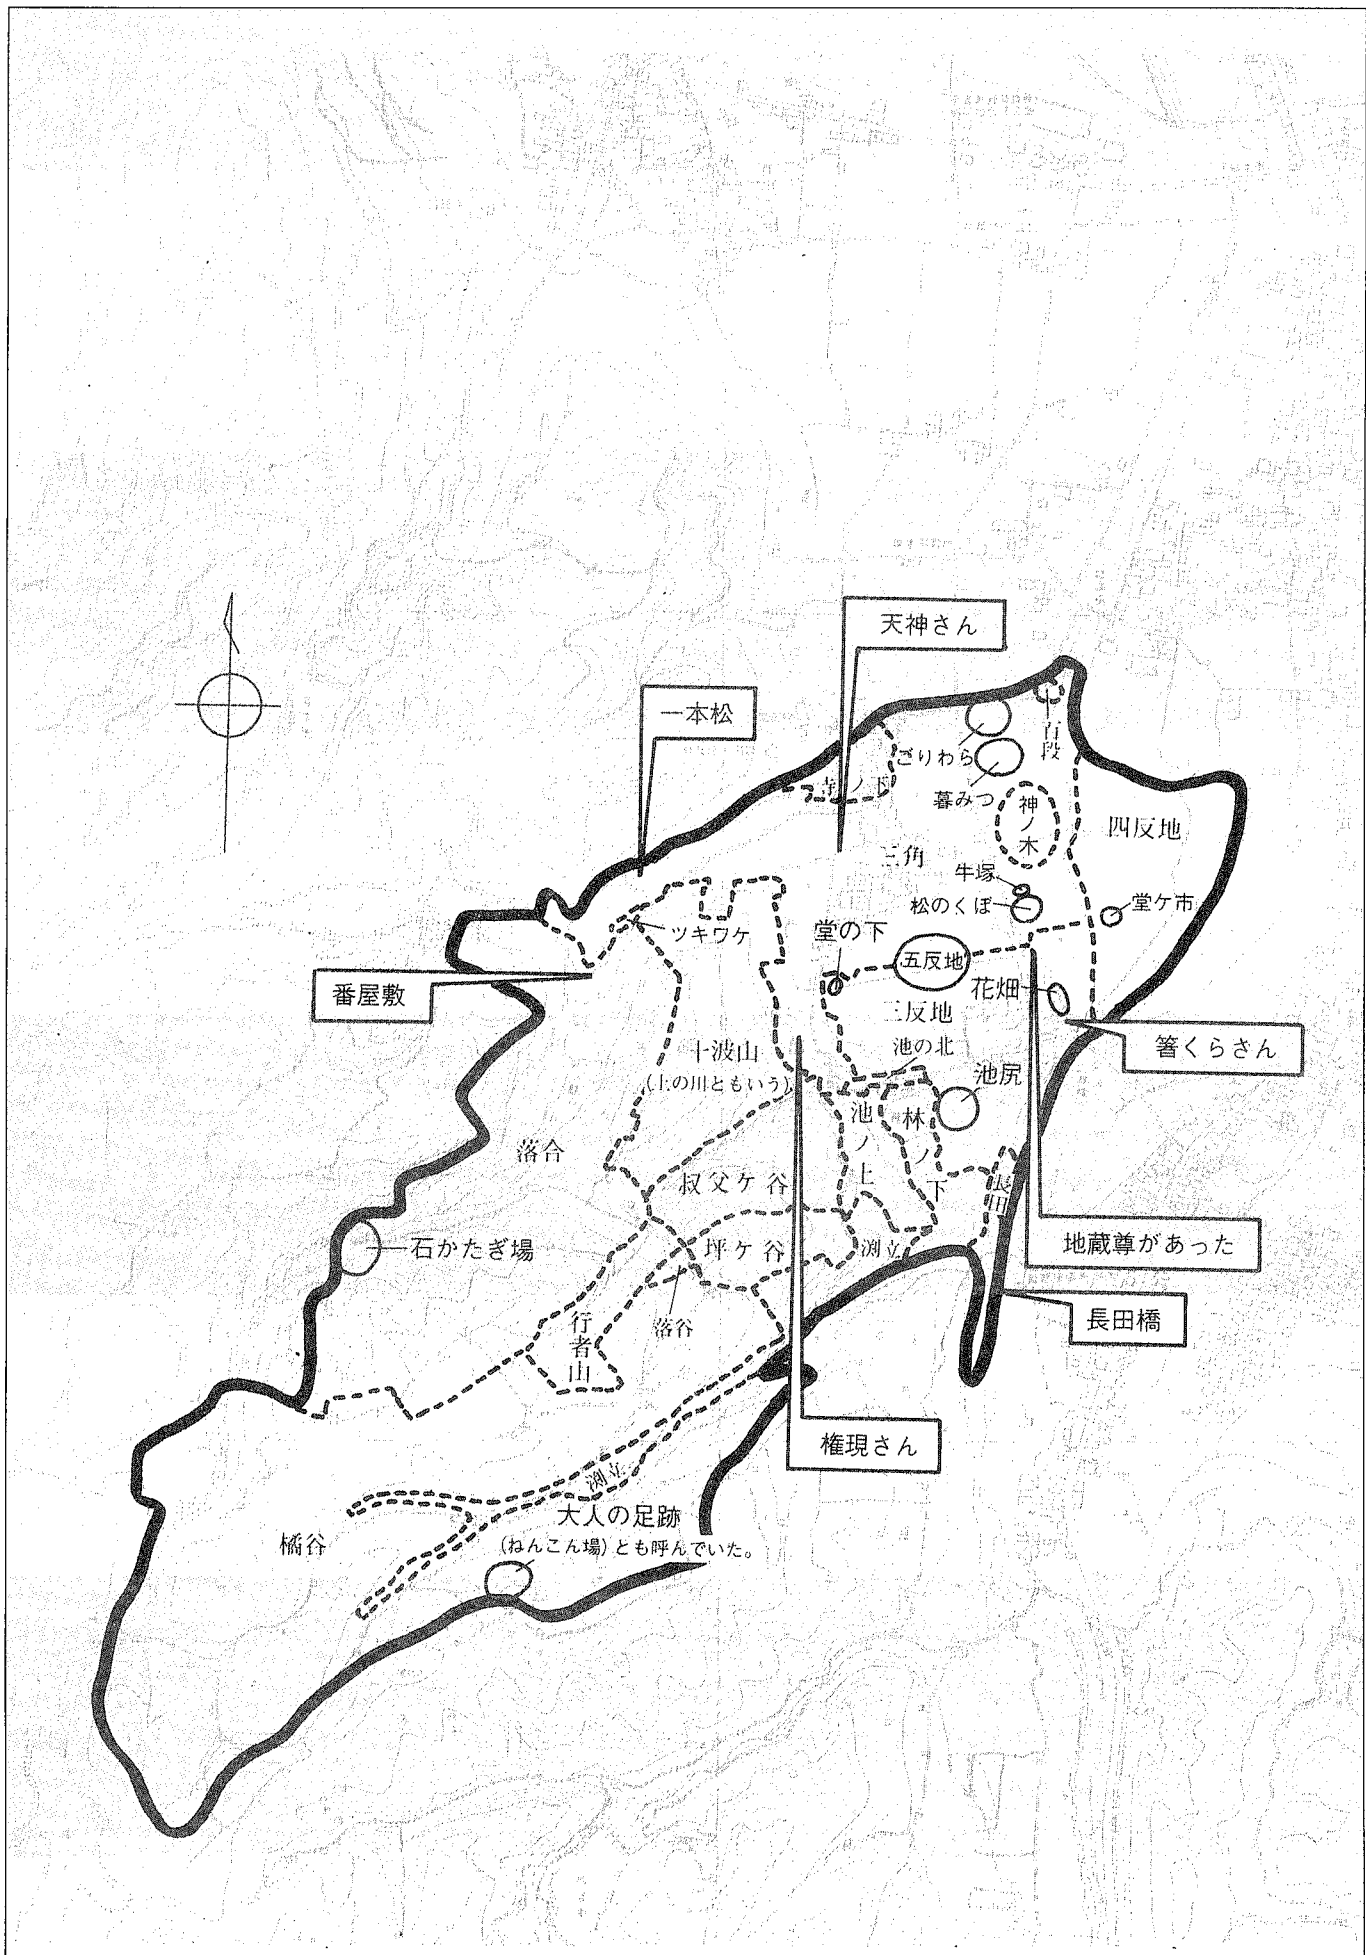 天神さん
一本松
百段
ごりわら
寺ノ下
暮みつ
神ノ木
四反地
三角
牛塚
松のくぼ
堂ケ市
ツキワケ
堂の下
五反地
番屋敷
花畑
三反地
箸くらさん
池の北
十波山
(上の川ともいう)
池尻
池ノ上
林ノ下
落合
叔父ケ谷
長田
石かたぎ場
坪ケ谷
渕立
地蔵尊があった
長田橋
行者山
落谷
権現さん
渕立
大人の足跡
(ねんこん場)とも呼んでいた。
橘谷